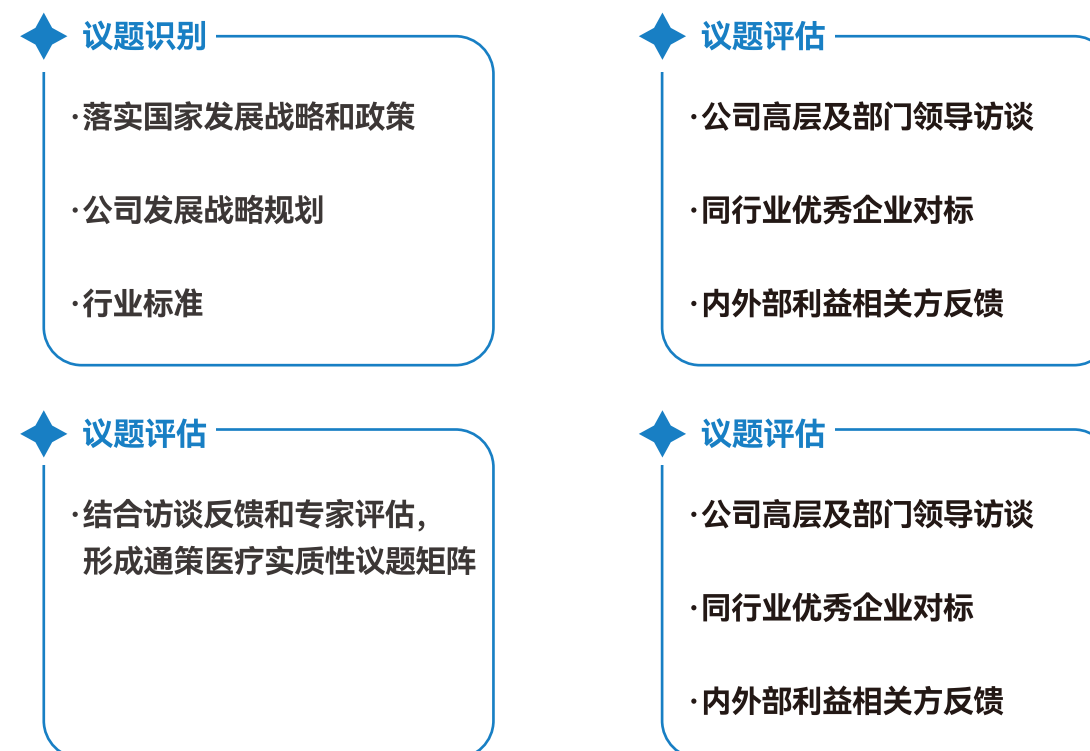 议题识别
·落实国家发展战略和政策
·公司发展战略规划
·行业标准
议题评估
·公司高层及部门领导访谈
·同行业优秀企业对标
·内外部利益相关方反馈
议题评估
·结合访谈反馈和专家评估，
形成通策医疗实质性议题矩阵
议题评估
·公司高层及部门领导访谈
·同行业优秀企业对标
·内外部利益相关方反馈